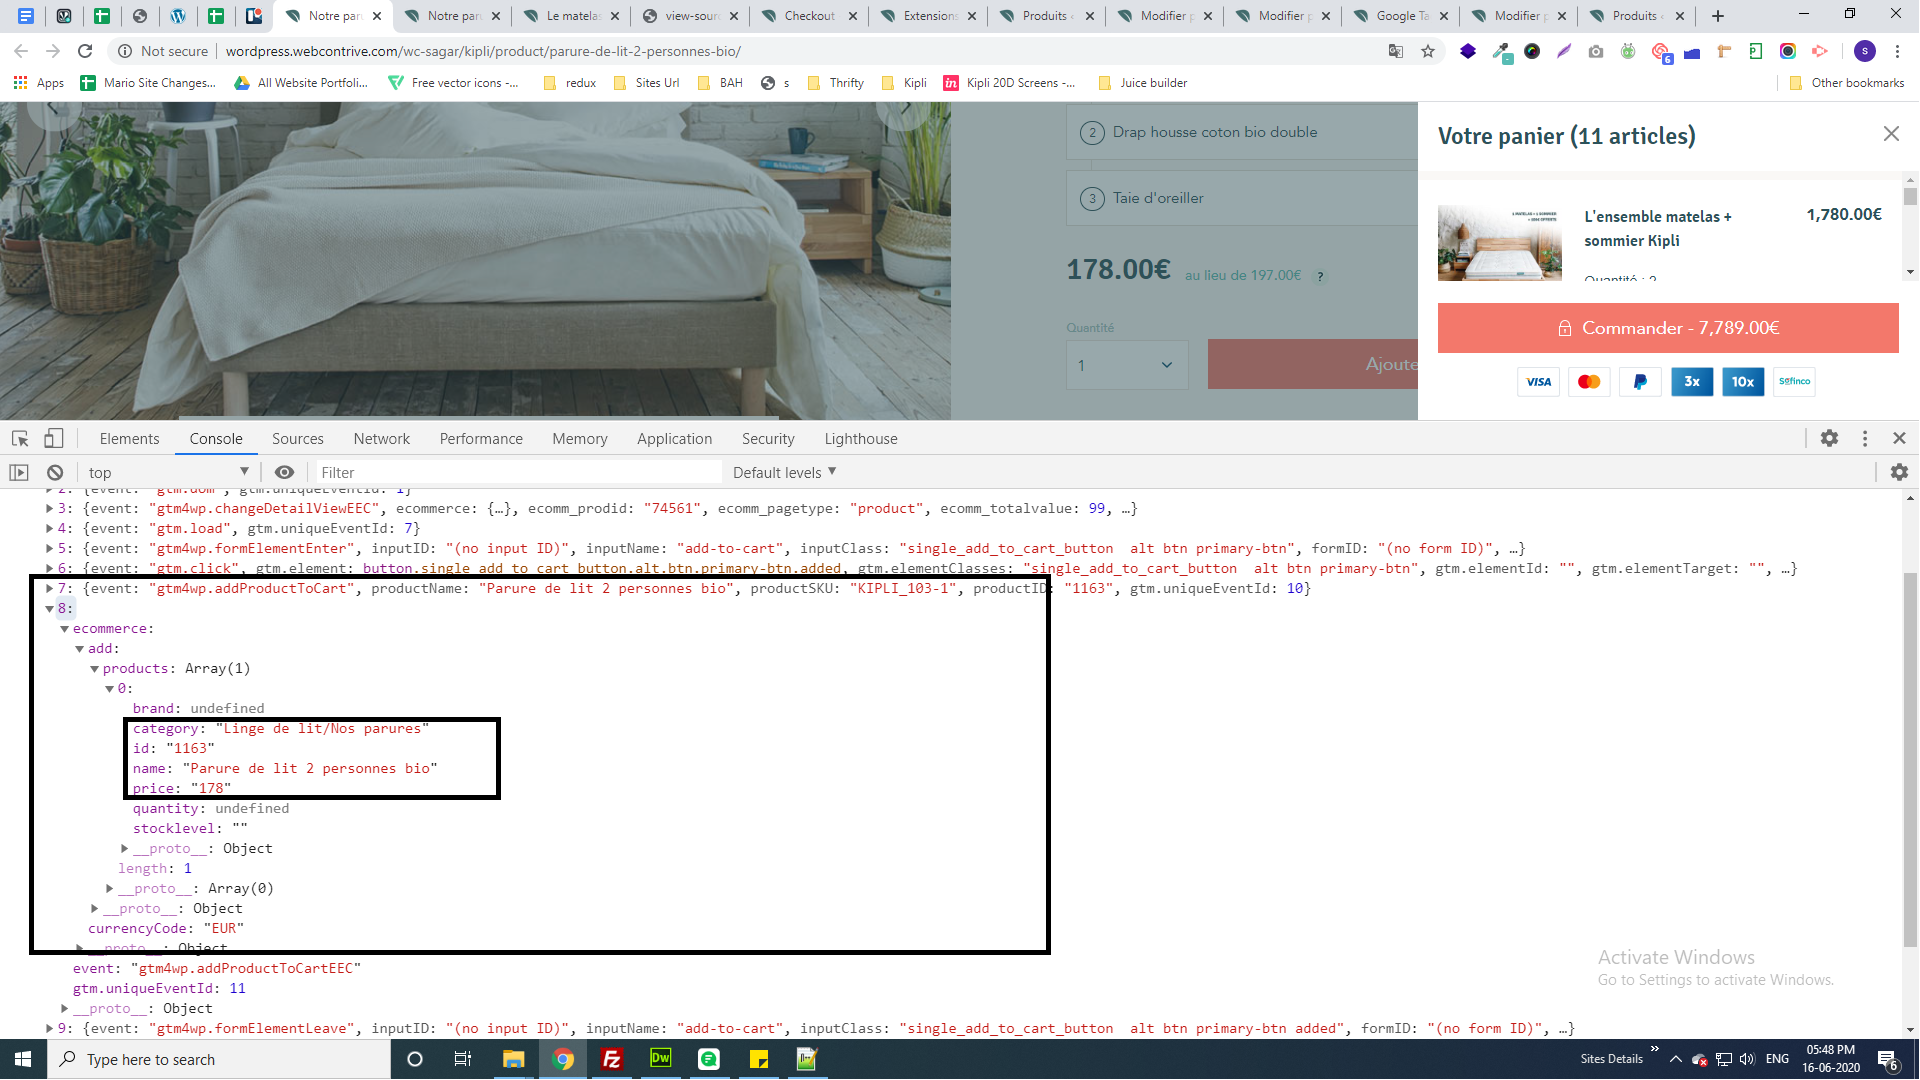 Notre par
Notre par
Le matelas
view-sour
Checkout
Extensions
Produits
Modifier p
Modifier p
Google Ta
Modifier p
Produits
Not secure
wordpress.webcontrive.com/wc-sagar/kipli/product/parure-de-lit-2-personnes-bio/
6
S
Apps
Mario Site Changes...
All Website Portfoli...
Free vector icons -...
redux
Sites Url
BAH
s
Thrifty
Kipli
in Kipli 20D Screens -...
Juice builder
Other bookmarks
2 Drap housse coton bio double
3 Taie d'oreiller
178.00€ au lieu de 197.00€ ?
Quantité
1
Ajoute
Votre panier (11 articles)
L'ensemble matelas +
sommier Kipli
1,780.00€
Quantité : 2
Commander - 7,789.00€
VISA
3x
10x
Sofinco
Elements Console Sources Network Performance Memory Application Security Lighthouse
top
Filter
Default levels
2: {event: "gtm.dom", gtm.uniqueEventId: 1}
3: {event: "gtm4wp.changeDetailViewEEC", ecommerce: {…}, ecomm_prodid: "74561", ecomm_pagetype: "product", ecomm_totalvalue: 99, …}
4: {event: "gtm.load", gtm.uniqueEventId: 7}
5: {event: "gtm4wp.formElementEnter", inputID: "(no input ID)", inputName: "add-to-cart", inputClass: "single_add_to_cart_button  alt btn primary-btn", formID: "(no form ID)", …}
6: {event: "gtm.click", gtm.element: button.single_add_to_cart_button.alt.btn.primary-btn.added, gtm.elementClasses: "single_add_to_cart_button  alt btn primary-btn", gtm.elementId: "", gtm.elementTarget: "", …}
7: {event: "gtm4wp.addProductToCart", productName: "Parure de lit 2 personnes bio", productSKU: "KIPLI_103-1", productID: "1163", gtm.uniqueEventId: 10}
8:
ecommerce:
add:
products: Array(1)
0:
brand: undefined
category: "Linge de lit/Nos parures"
id: "1163"
name: "Parure de lit 2 personnes bio"
price: "178"
quantity: undefined
stocklevel: ""
__proto__: Object
length: 1
__proto__: Array(0)
__proto__: Object
currencyCode: "EUR"
__proto__: Object
event: "gtm4wp.addProductToCartEEC"
gtm.uniqueEventId: 11
__proto__: Object
9: {event: "gtm4wp.formElementLeave", inputID: "(no input ID)", inputName: "add-to-cart", inputClass: "single_add_to_cart_button  alt btn primary-btn added", formID: "(no form ID)", …}
Activate Windows
Go to Settings to activate Windows.
Type here to search
Fz
Dw
Sites Details
ENG
05:48 PM
16-06-2020
6